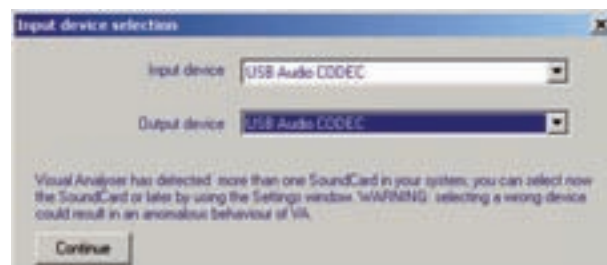 Input device selection
Input device USB Audio CODEC
Output device USB Audio CODEC
Visual Analyser has detected more than one SoundCard in your system, you can select now
the SoundCard or later by using the Settings window. WARNING selecting a wrong device
could result in an anomalous behaviour of VA.
Continue